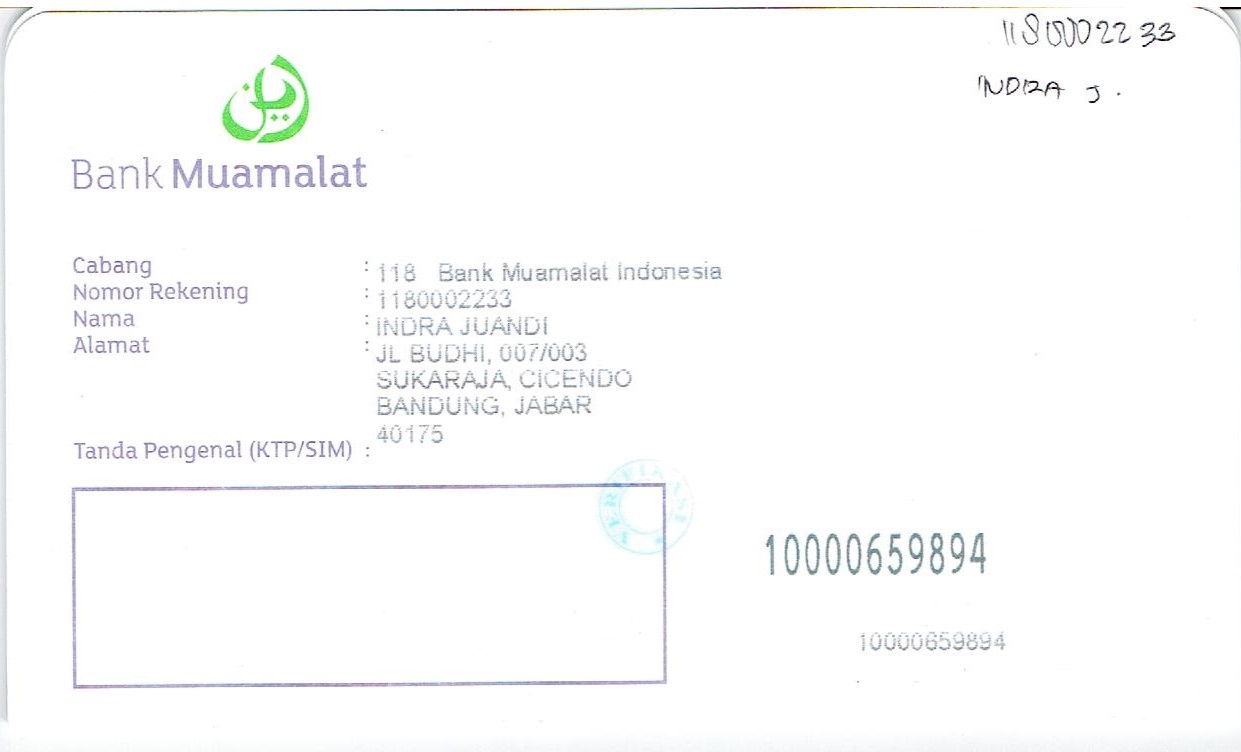 1180002233
INDRA J.
Bank Muamalat
Cabang : 118 Bank Muamalat Indonesia
Nomor Rekening : 1180002233
Nama : INDRA JUANDI
Alamat : JL BUDHI, 007/003
SUKARAJA, CICENDO
BANDUNG, JABAR
40175
Tanda Pengenal (KTP/SIM) :
VERIFIKASI
10000659894
10000659894